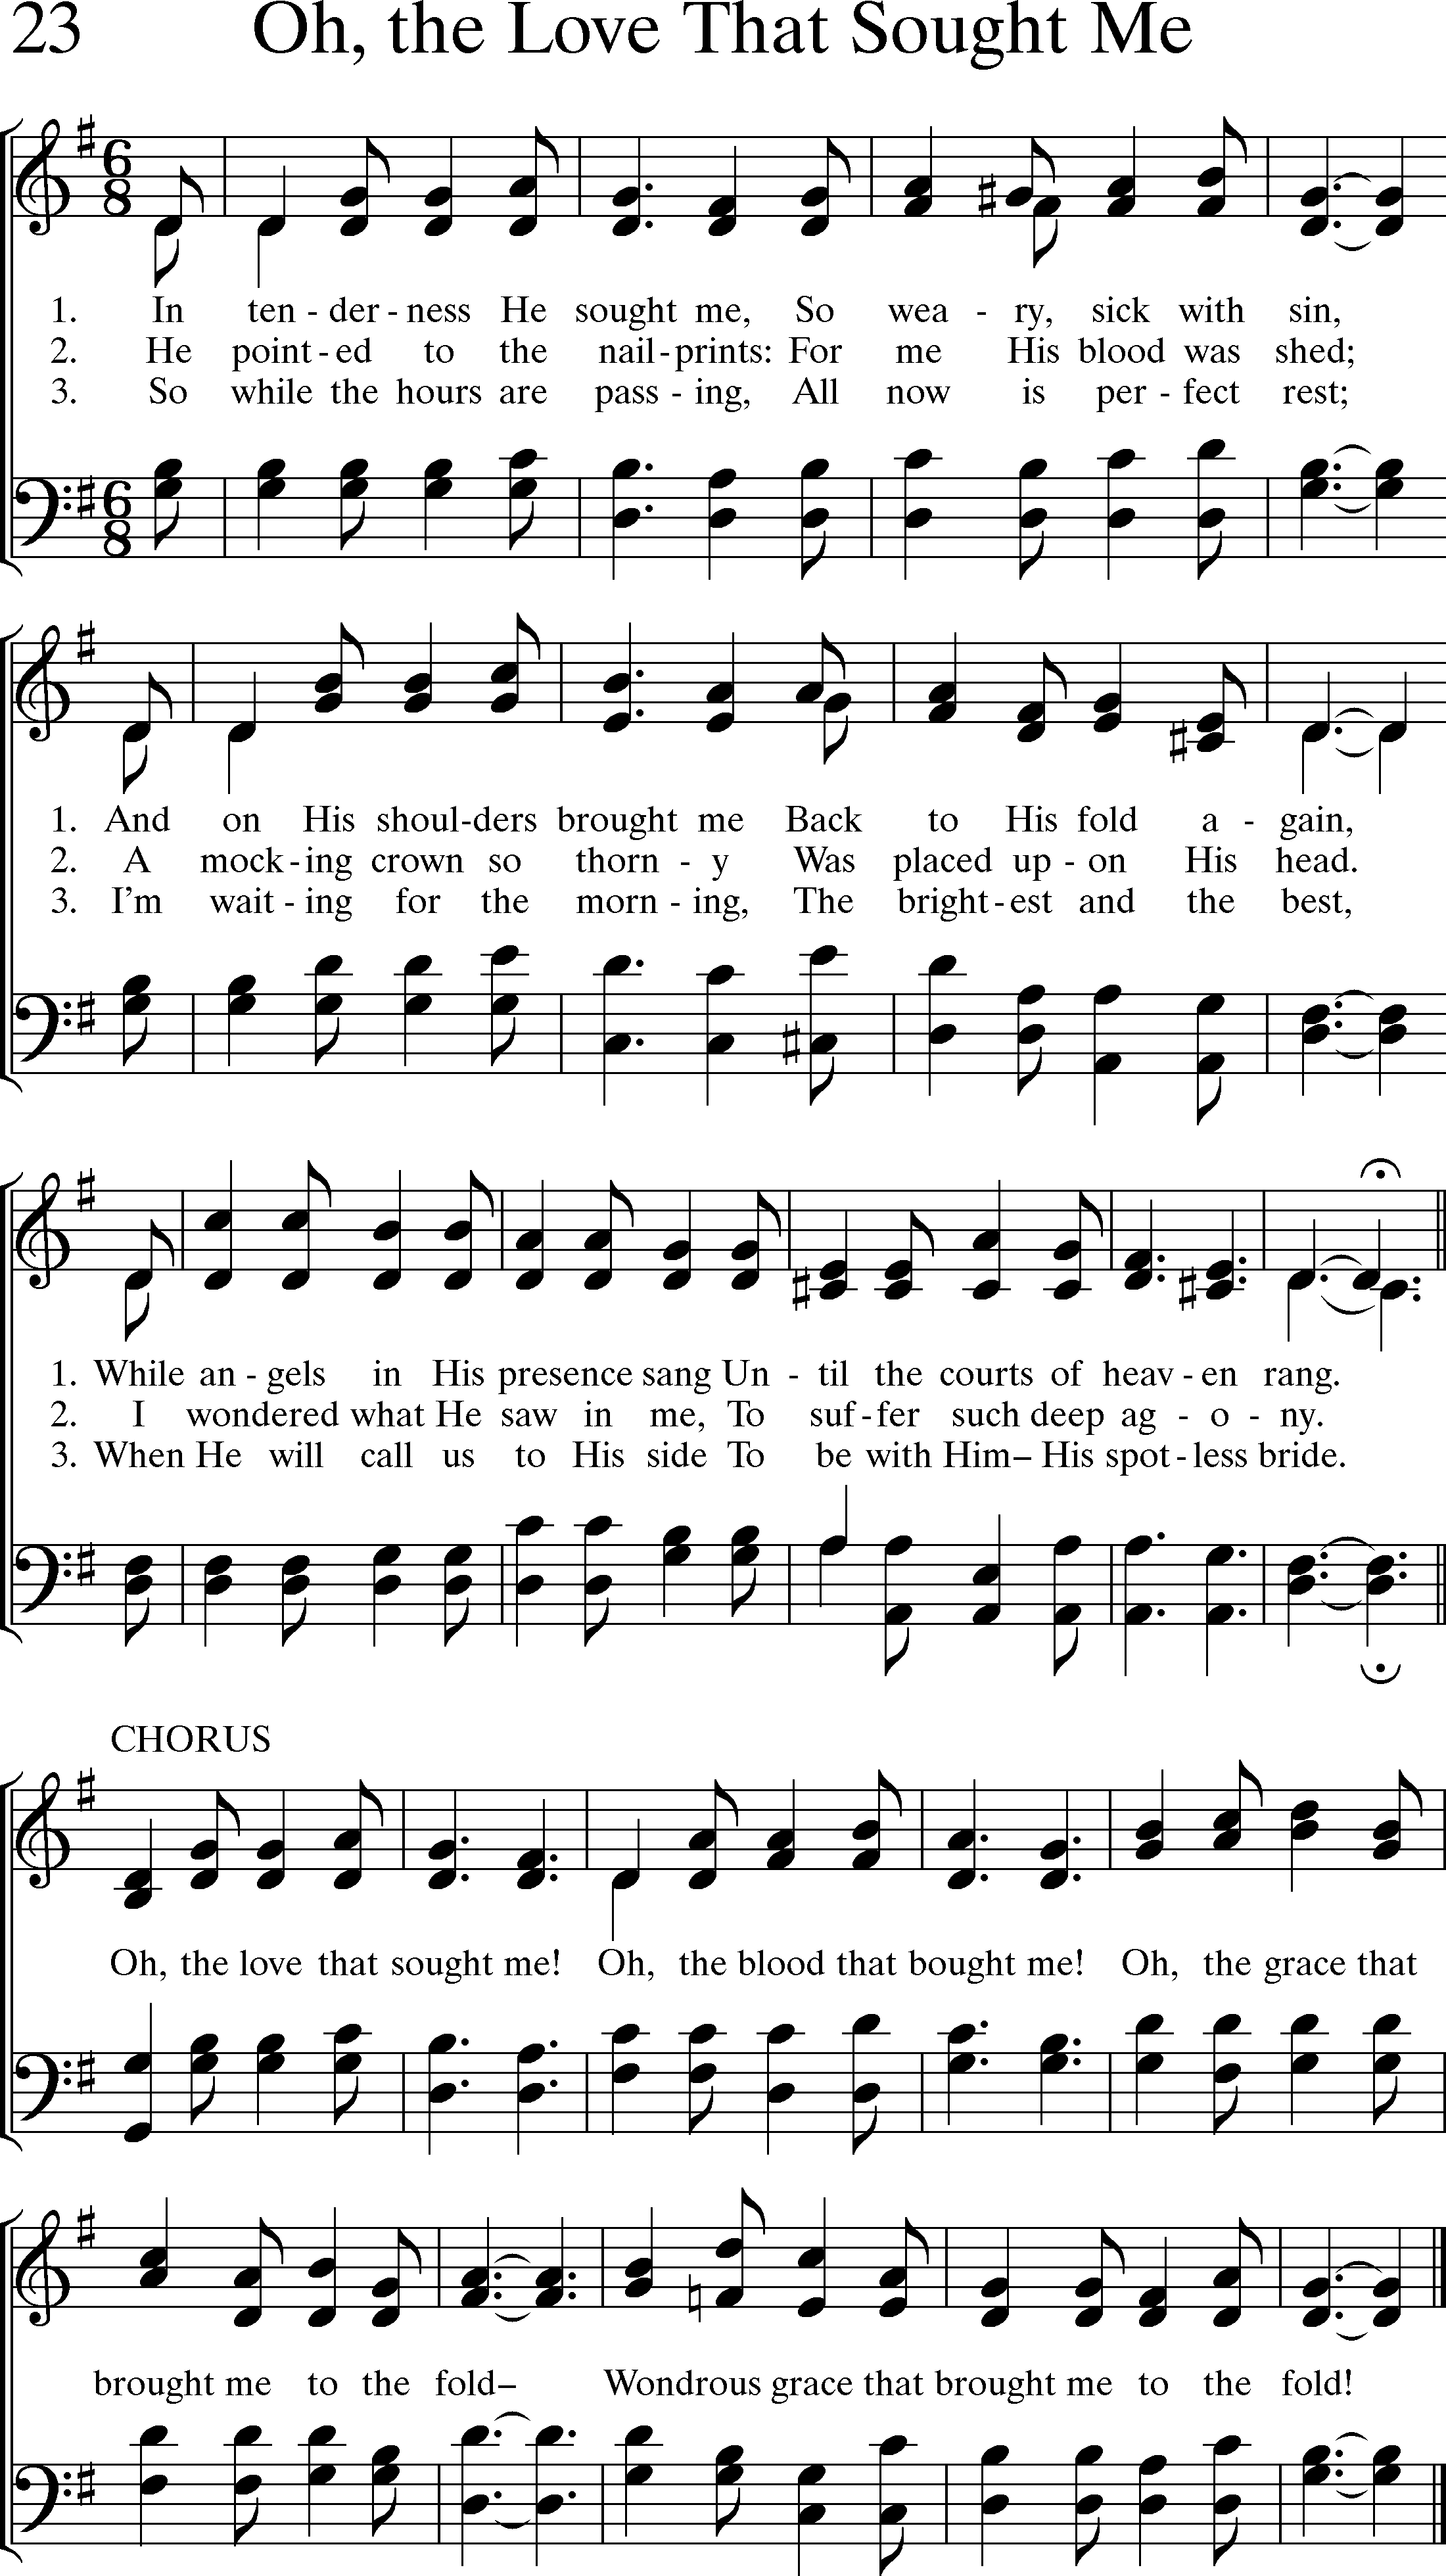 23 Oh, the Love That Sought Me
6
8
1. In ten - der - ness He sought me, So wea - ry, sick with sin,
2. He point - ed to the nail - prints: For me His blood was shed;
3. So while the hours are pass - ing, All now is per - fect rest;
6
8
1. And on His shoul - ders brought me Back to His fold a - gain,
2. A mock - ing crown so thorn - y Was placed up - on His head.
3. I'm wait - ing for the morn - ing, The bright - est and the best,
1. While an - gels in His presence sang Un - til the courts of heav - en rang.
2. I wondered what He saw in me, To suf - fer such deep ag - o - ny.
3. When He will call us to His side To be with Him– His spot - less bride.
CHORUS
Oh, the love that sought me! Oh, the blood that bought me! Oh, the grace that
brought me to the fold– Wondrous grace that brought me to the fold!